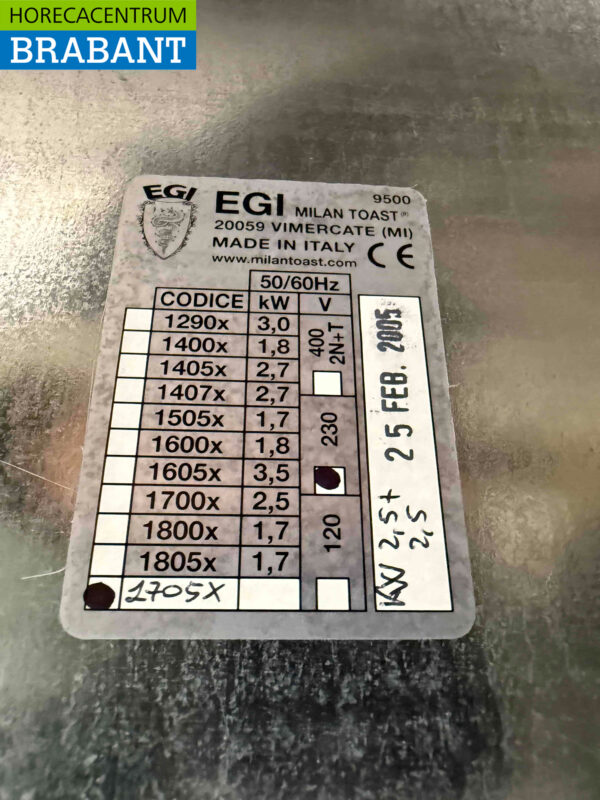 HORECACENTRUM
BRABANT
EGI
EGI MILAN TOAST®
9500
20059 VIMERCATE (MI)
MADE IN ITALY
www.milantoast.com
CE
50/60Hz
CODICE kW V
1290x 3,0
1400x 1,8
1405x 2,7
1407x 2,7
1505x 1,7
1600x 1,8
1605x 3,5
1700x 2,5
1800x 1,7
1805x 1,7
1705X
400
2N+T
230
120
25 FEB. 2005
KW 2,5+
2,5